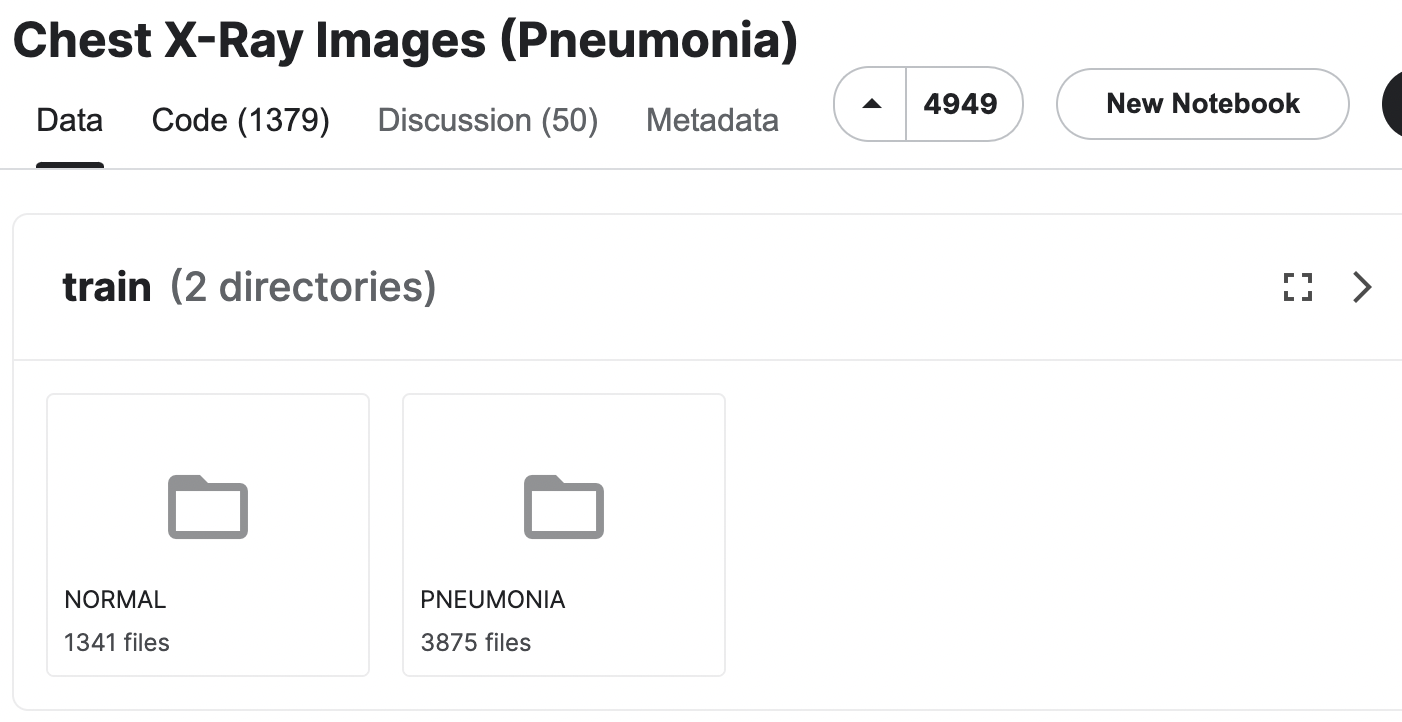 Chest X-Ray Images (Pneumonia)
Data Code (1379) Discussion (50) Metadata 4949 New Notebook
train (2 directories)
NORMAL PNEUMONIA
1341 files 3875 files